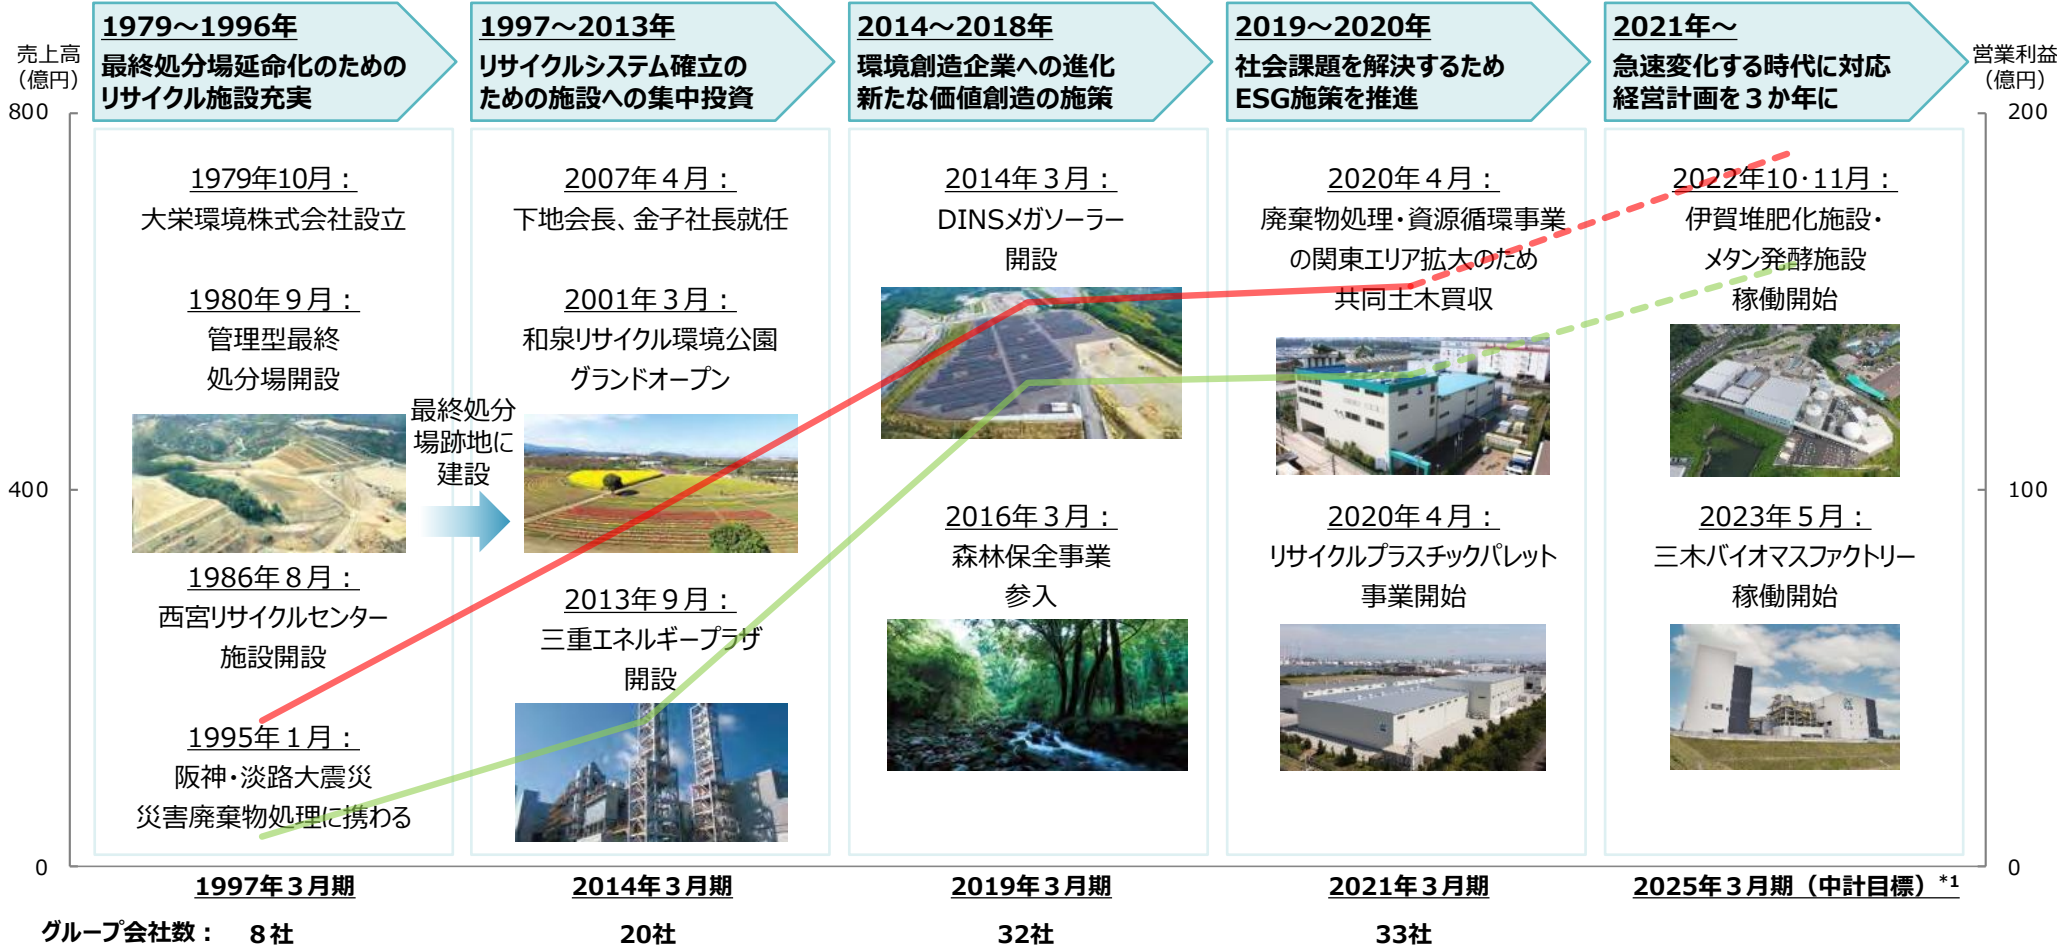 1979～1996年
最終処分場延命化のための
リサイクル施設充実
1997～2013年
リサイクルシステム確立の
ための施設への集中投資
2014～2018年
環境創造企業への進化
新たな価値創造の施策
2019～2020年
社会課題を解決するため
ESG施策を推進
2021年～
急速変化する時代に対応
経営計画を３か年に
売上高
（億円）
800
400
0
営業利益
（億円）
200
100
0
1979年10月：
大栄環境株式会社設立
1980年９月：
管理型最終
処分場開設
1986年８月：
西宮リサイクルセンター
施設開設
1995年１月：
阪神・淡路大震災
災害廃棄物処理に携わる
最終処分
場跡地に
建設
2007年４月：
下地会長、金子社長就任
2001年３月：
和泉リサイクル環境公園
グランドオープン
2013年９月：
三重エネルギープラザ
開設
2014年３月：
DINSメガソーラー
開設
2016年３月：
森林保全事業
参入
2020年４月：
廃棄物処理・資源循環事業
の関東エリア拡大のため
共同土木買収
2020年４月：
リサイクルプラスチックパレット
事業開始
2022年10･11月：
伊賀堆肥化施設・
メタン発酵施設
稼働開始
2023年５月：
三木バイオマスファクトリー
稼働開始
1997年３月期
2014年３月期
2019年３月期
2021年３月期
2025年３月期（中計目標）*1
グループ会社数： ８社 20社 32社 33社